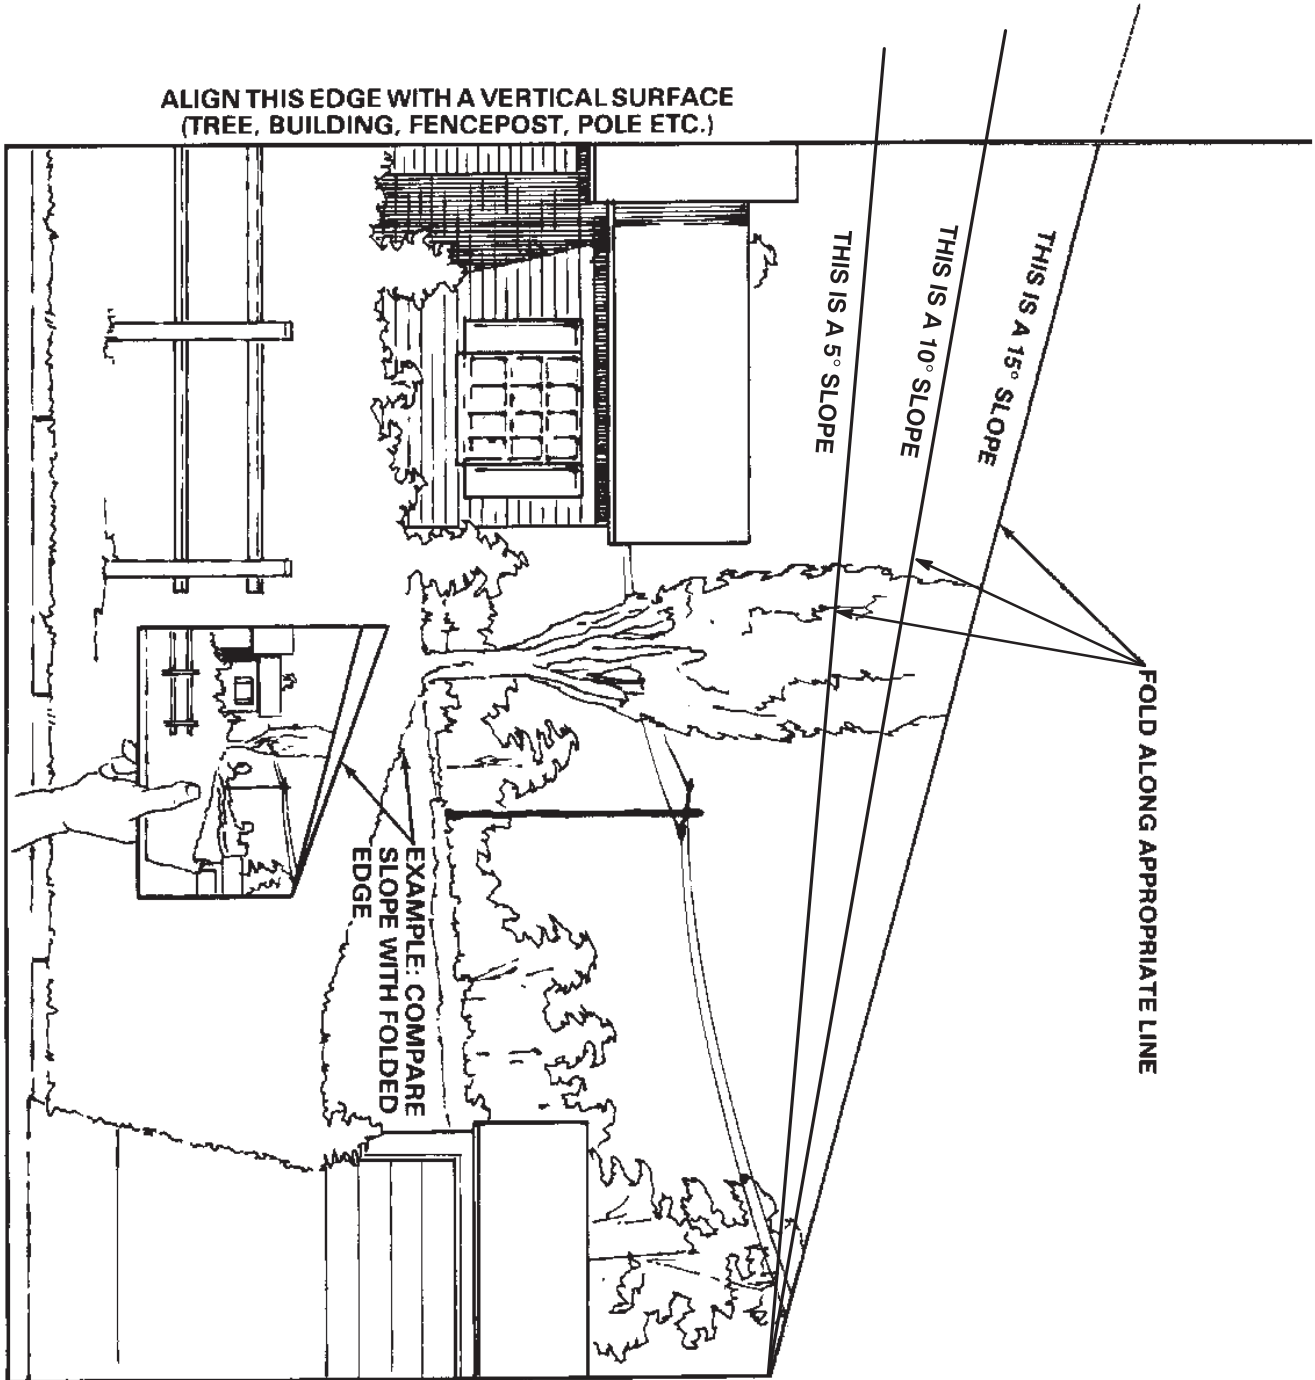 ALIGN THIS EDGE WITH A VERTICAL SURFACE
(TREE, BUILDING, FENCEPOST, POLE ETC.)
THIS IS A 15° SLOPE
THIS IS A 10° SLOPE
THIS IS A 5° SLOPE
FOLD ALONG APPROPRIATE LINE
EXAMPLE: COMPARE
SLOPE WITH FOLDED
EDGE